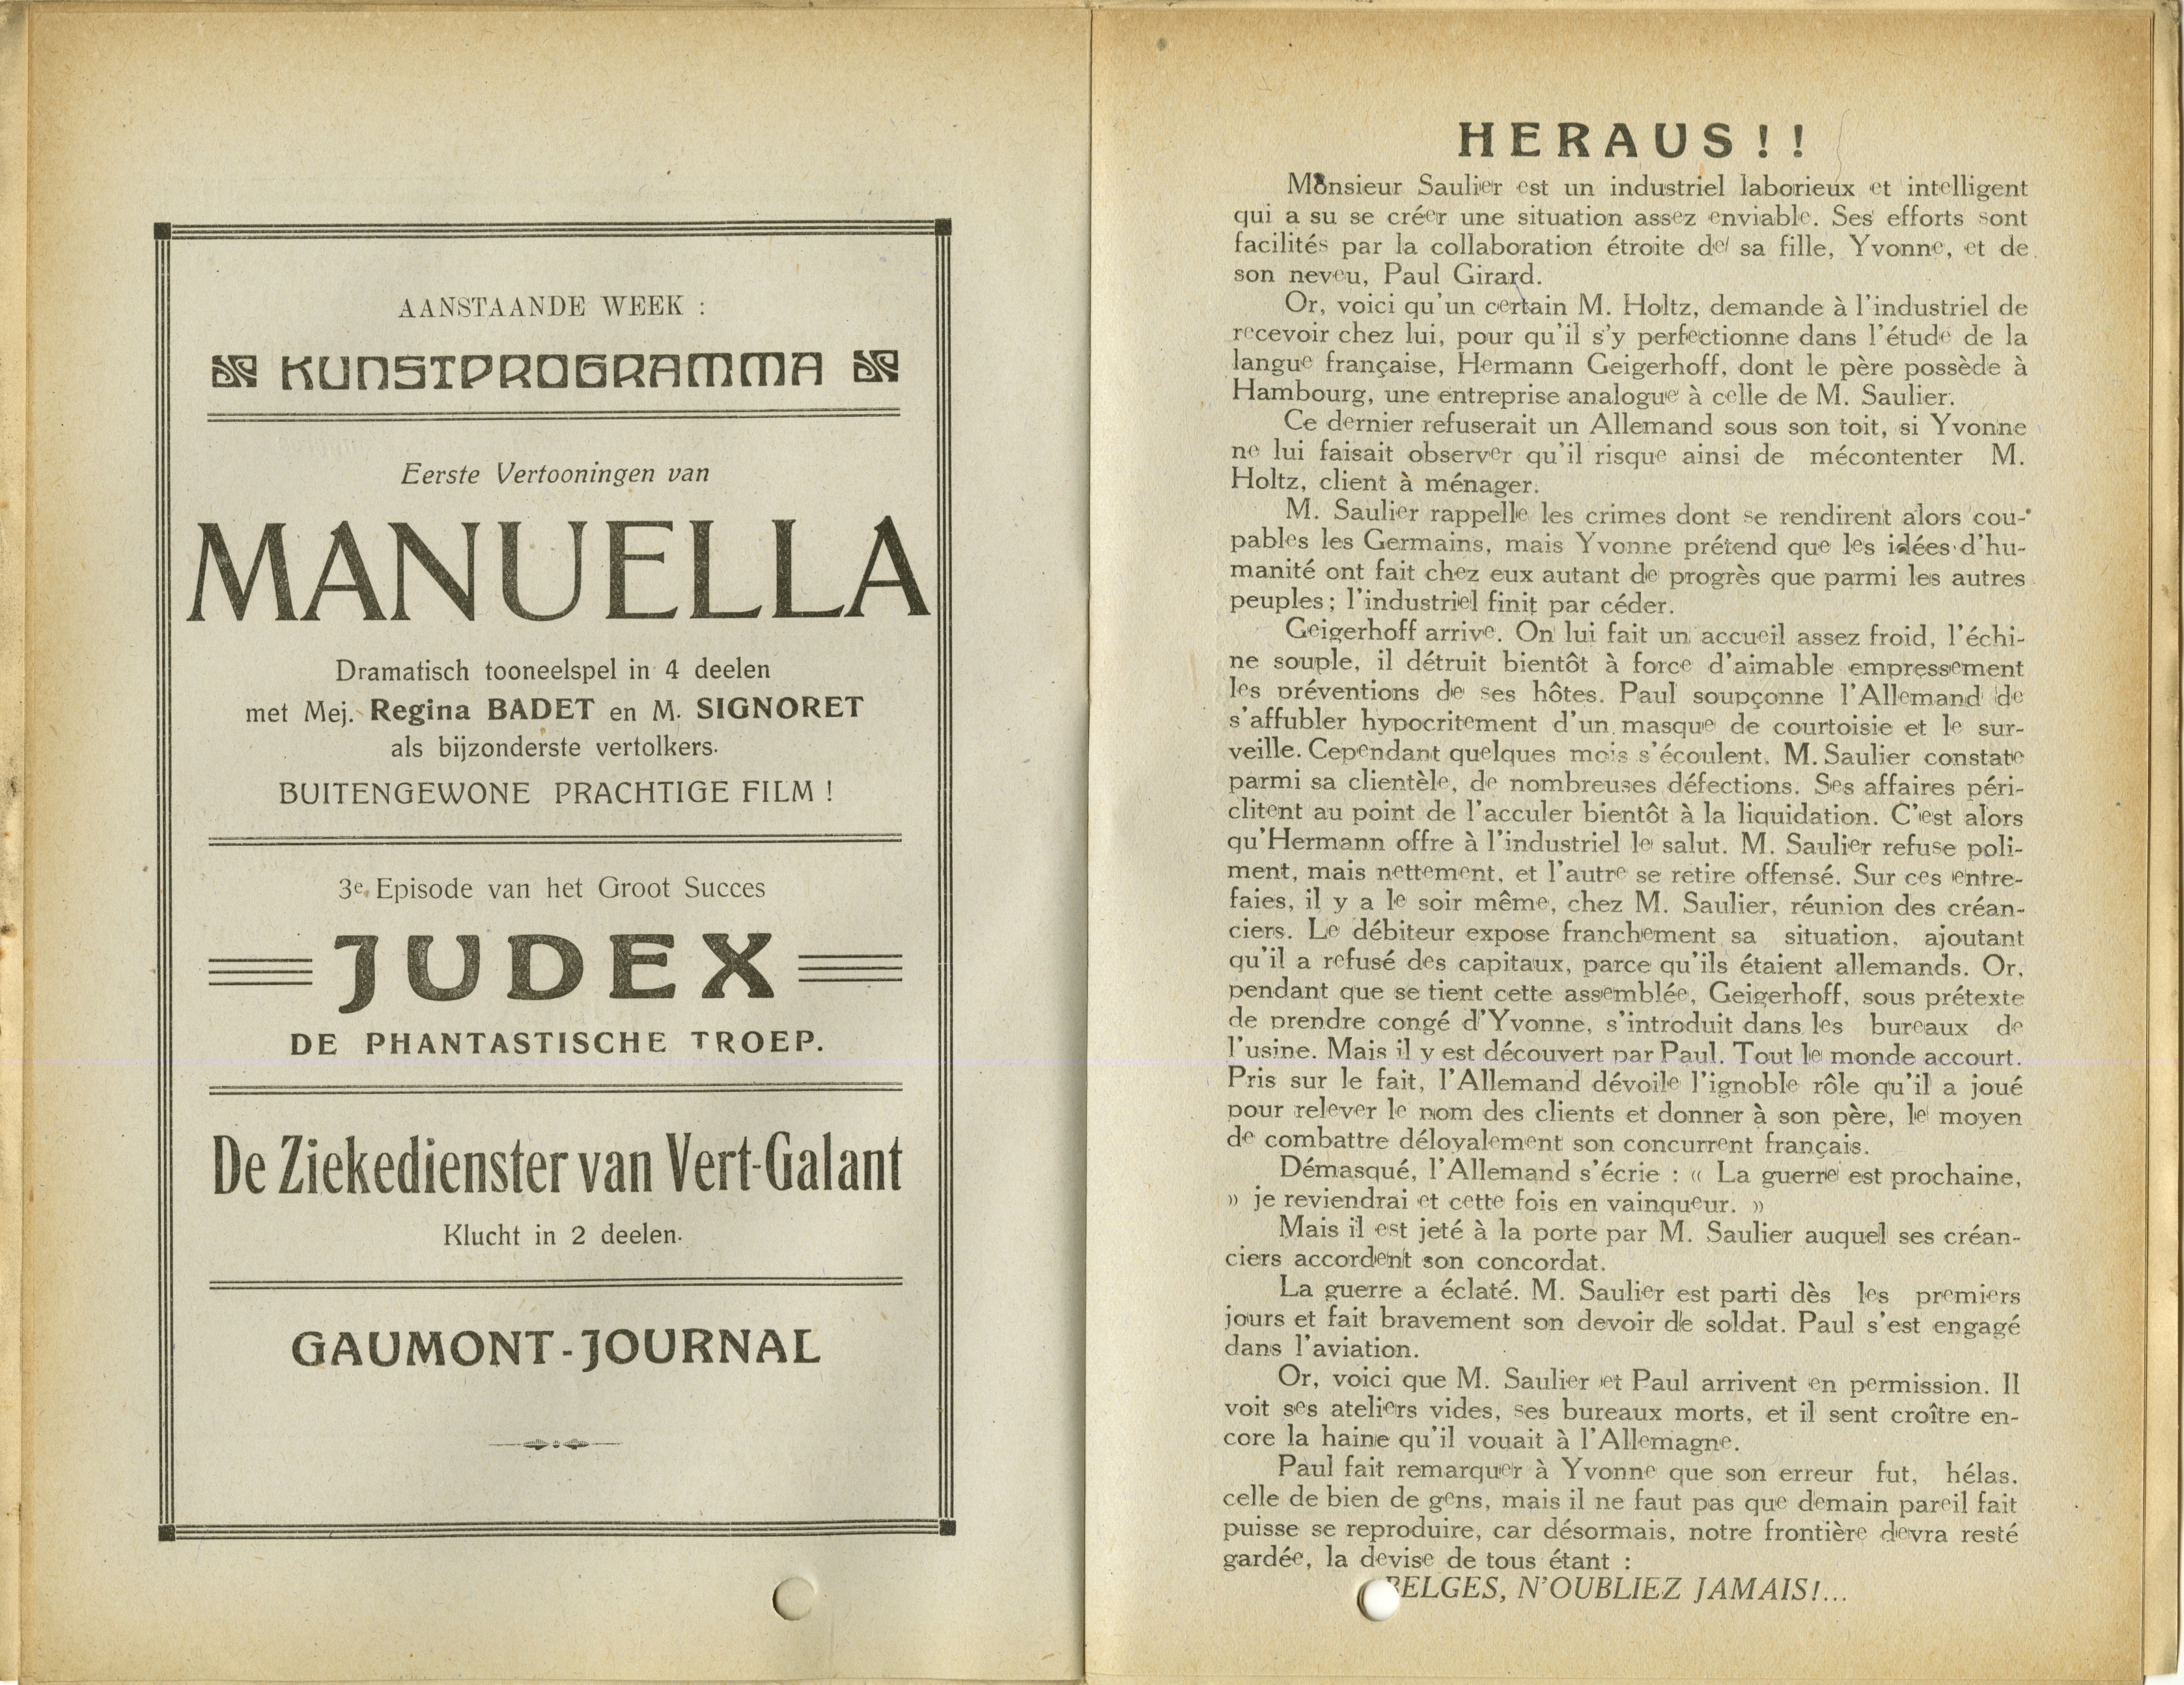 AANSTAANDE WEEK :
KUNSTPROGRAMMA
Eerste Vertooningen van
MANUELLA
Dramatisch tooneelspel in 4 deelen
met Mej. Regina BADET en M. SIGNORET
als bijzonderste vertolkers.
BUITENGEWONE PRACHTIGE FILM !
3e Episode van het Groot Succes
JUDEX
DE PHANTASTISCHE TROEP.
De Ziekedienster van Vert-Galant
Klucht in 2 deelen.
GAUMONT-JOURNAL
HERAUS!!
Monsieur Saulier est un industriel laborieux et intelligent
qui a su se créer une situation assez enviable. Ses efforts sont
facilités par la collaboration étroite de sa fille, Yvonne, et de
son neveu, Paul Girard.
Or, voici qu'un certain M. Holtz, demande à l'industriel de
recevoir chez lui, pour qu'il s'y perfectionne dans l'étude de la
langue française, Hermann Geigerhoff, dont le père possède à
Hambourg, une entreprise analogue à celle de M. Saulier.
Ce dernier refuserait un Allemand sous son toit, si Yvonne
ne lui faisait observer qu'il risque ainsi de mécontenter M.
Holtz, client à ménager.
M. Saulier rappelle les crimes dont se rendirent alors cou-
pables les Germains, mais Yvonne prétend que les idées d'hu-
manité ont fait chez eux autant de progrès que parmi les autres
peuples; l'industriel finit par céder.
Geigerhoff arrive. On lui fait un accueil assez froid, l'échi-
ne souple, il détruit bientôt à force d'aimable empressement
les préventions de ses hôtes. Paul soupçonne l'Allemand de
s'affubler hypocritement d'un masque de courtoisie et le sur-
veille. Cependant quelques mois s'écoulent. M. Saulier constate
parmi sa clientèle, de nombreuses défections. Ses affaires péri-
clitent au point de l'acculer bientôt à la liquidation. C'est alors
qu'Hermann offre à l'industriel le salut. M. Saulier refuse poli-
ment, mais nettement, et l'autre se retire offensé. Sur ces entre-
faies, il y a le soir même, chez M. Saulier, réunion des créan-
ciers. Le débiteur expose franchement sa situation, ajoutant
qu'il a refusé des capitaux, parce qu'ils étaient allemands. Or,
pendant que se tient cette assemblée, Geigerhoff, sous prétexte
de prendre congé d'Yvonne, s'introduit dans les bureaux de
l'usine. Mais il y est découvert par Paul. Tout le monde accourt.
Pris sur le fait, l'Allemand dévoile l'ignoble rôle qu'il a joué
pour relever le nom des clients et donner à son père, le moyen
de combattre déloyalement son concurrent français.
Démasqué, l'Allemand s'écrie : « La guerre est prochaine,
» je reviendrai et cette fois en vainqueur. »
Mais il est jeté à la porte par M. Saulier auquel ses créan-
ciers accordent son concordat.
La guerre a éclaté. M. Saulier est parti dès les premiers
jours et fait bravement son devoir de soldat. Paul s'est engagé
dans l'aviation.
Or, voici que M. Saulier et Paul arrivent en permission. Il
voit ses ateliers vides, ses bureaux morts, et il sent croître en-
core la haine qu'il vouait à l'Allemagne.
Paul fait remarquer à Yvonne que son erreur fut, hélas,
celle de bien de gens, mais il ne faut pas que demain pareil fait
puisse se reproduire, car désormais, notre frontière devra resté
gardée, la devise de tous étant :
BELGES, N'OUBLIEZ JAMAIS!...